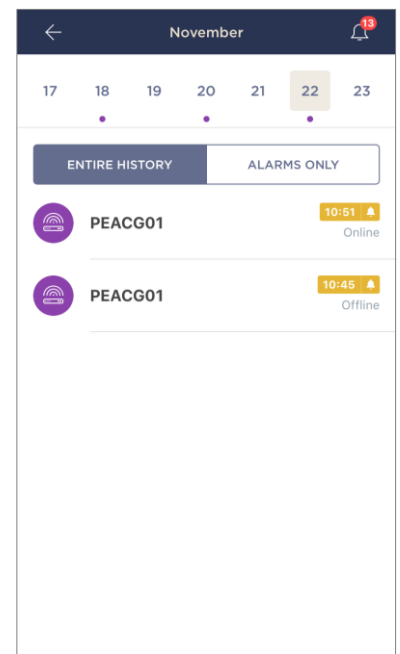 November
13
17 18 19 20 21 22 23
ENTIRE HISTORY ALARMS ONLY
PEACG01
10:51
Online
PEACG01
10:45
Offline